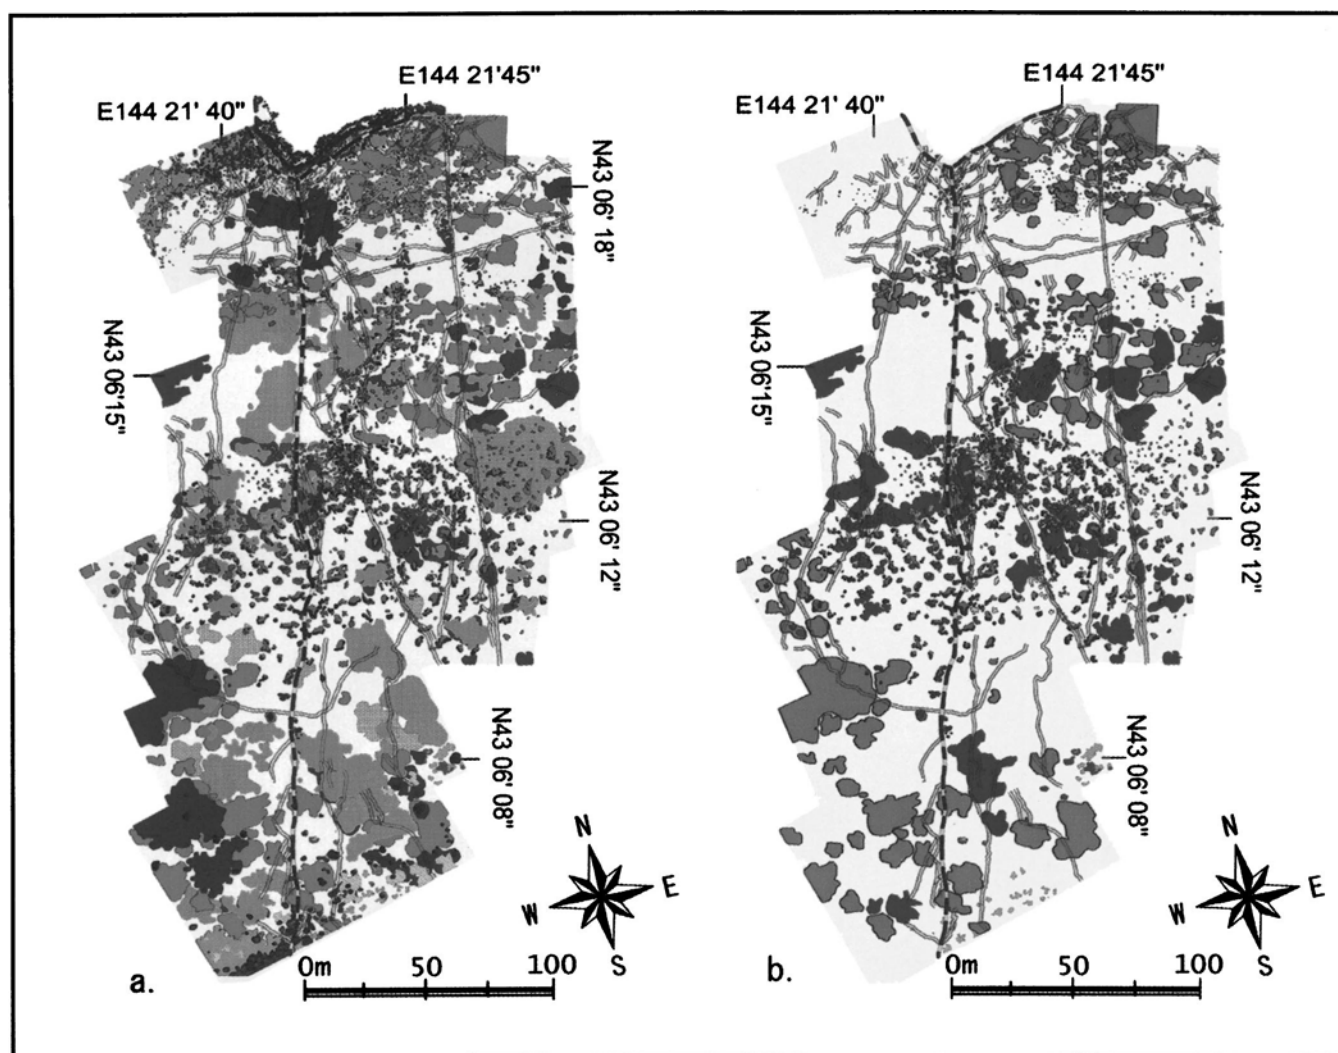 E144 21'45"
E144 21' 40"
N43 06' 18"
N43 06'15"
N43 06' 12"
N43 06' 08"
N
W
E
S
a.
0m 50 100
E144 21'45"
E144 21' 40"
N43 06'15"
N43 06' 12"
N43 06' 08"
N
W
E
S
b.
0m 50 100